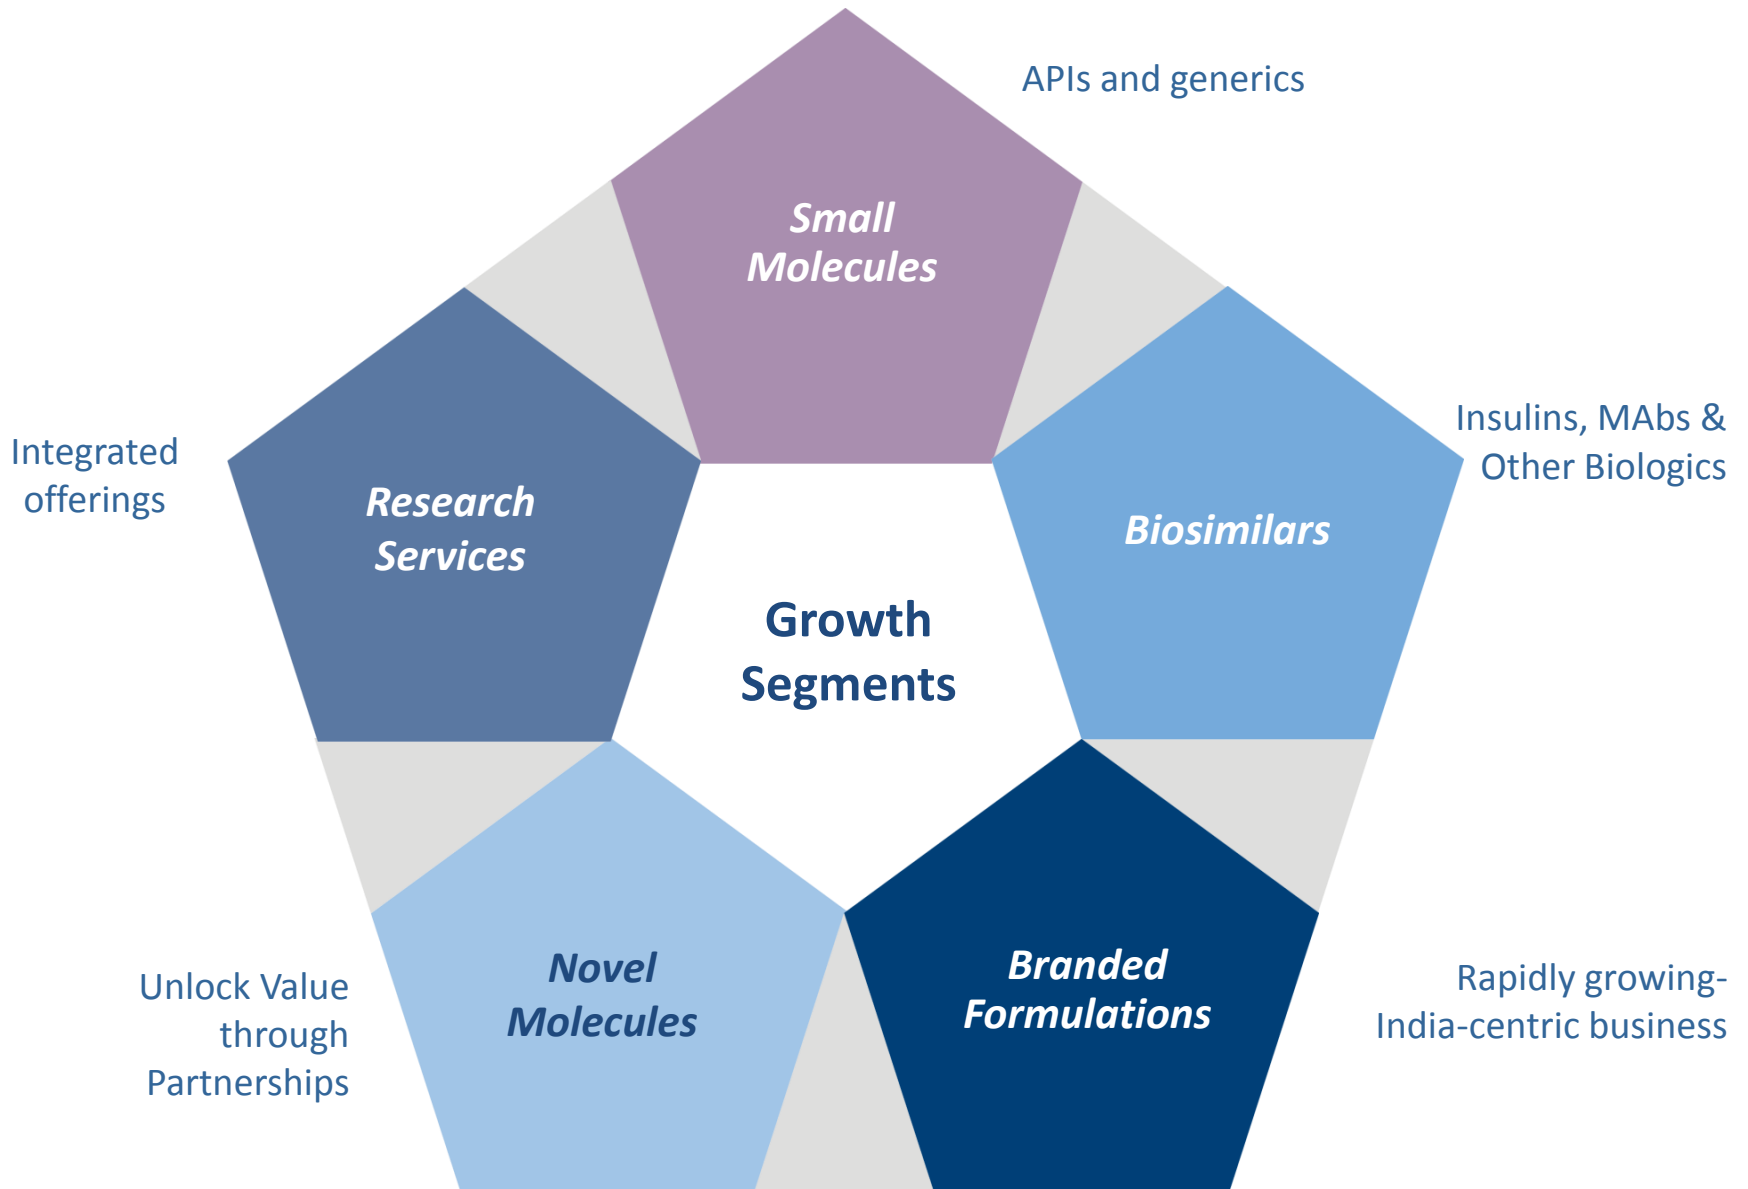 APIs and generics
Small
Molecules
Integrated
offerings
Research
Services
Insulins, MAbs &
Other Biologics
Biosimilars
Growth
Segments
Unlock Value
through
Partnerships
Novel
Molecules
Branded
Formulations
Rapidly growing-
India-centric business